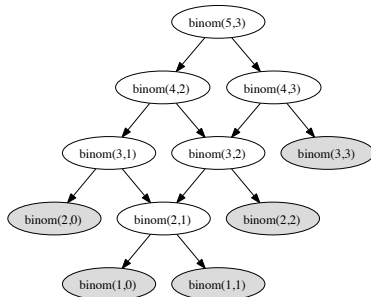 binom(5,3)
binom(4,2) binom(4,3)
binom(3,1) binom(3,2) binom(3,3)
binom(2,0) binom(2,1) binom(2,2)
binom(1,0) binom(1,1)